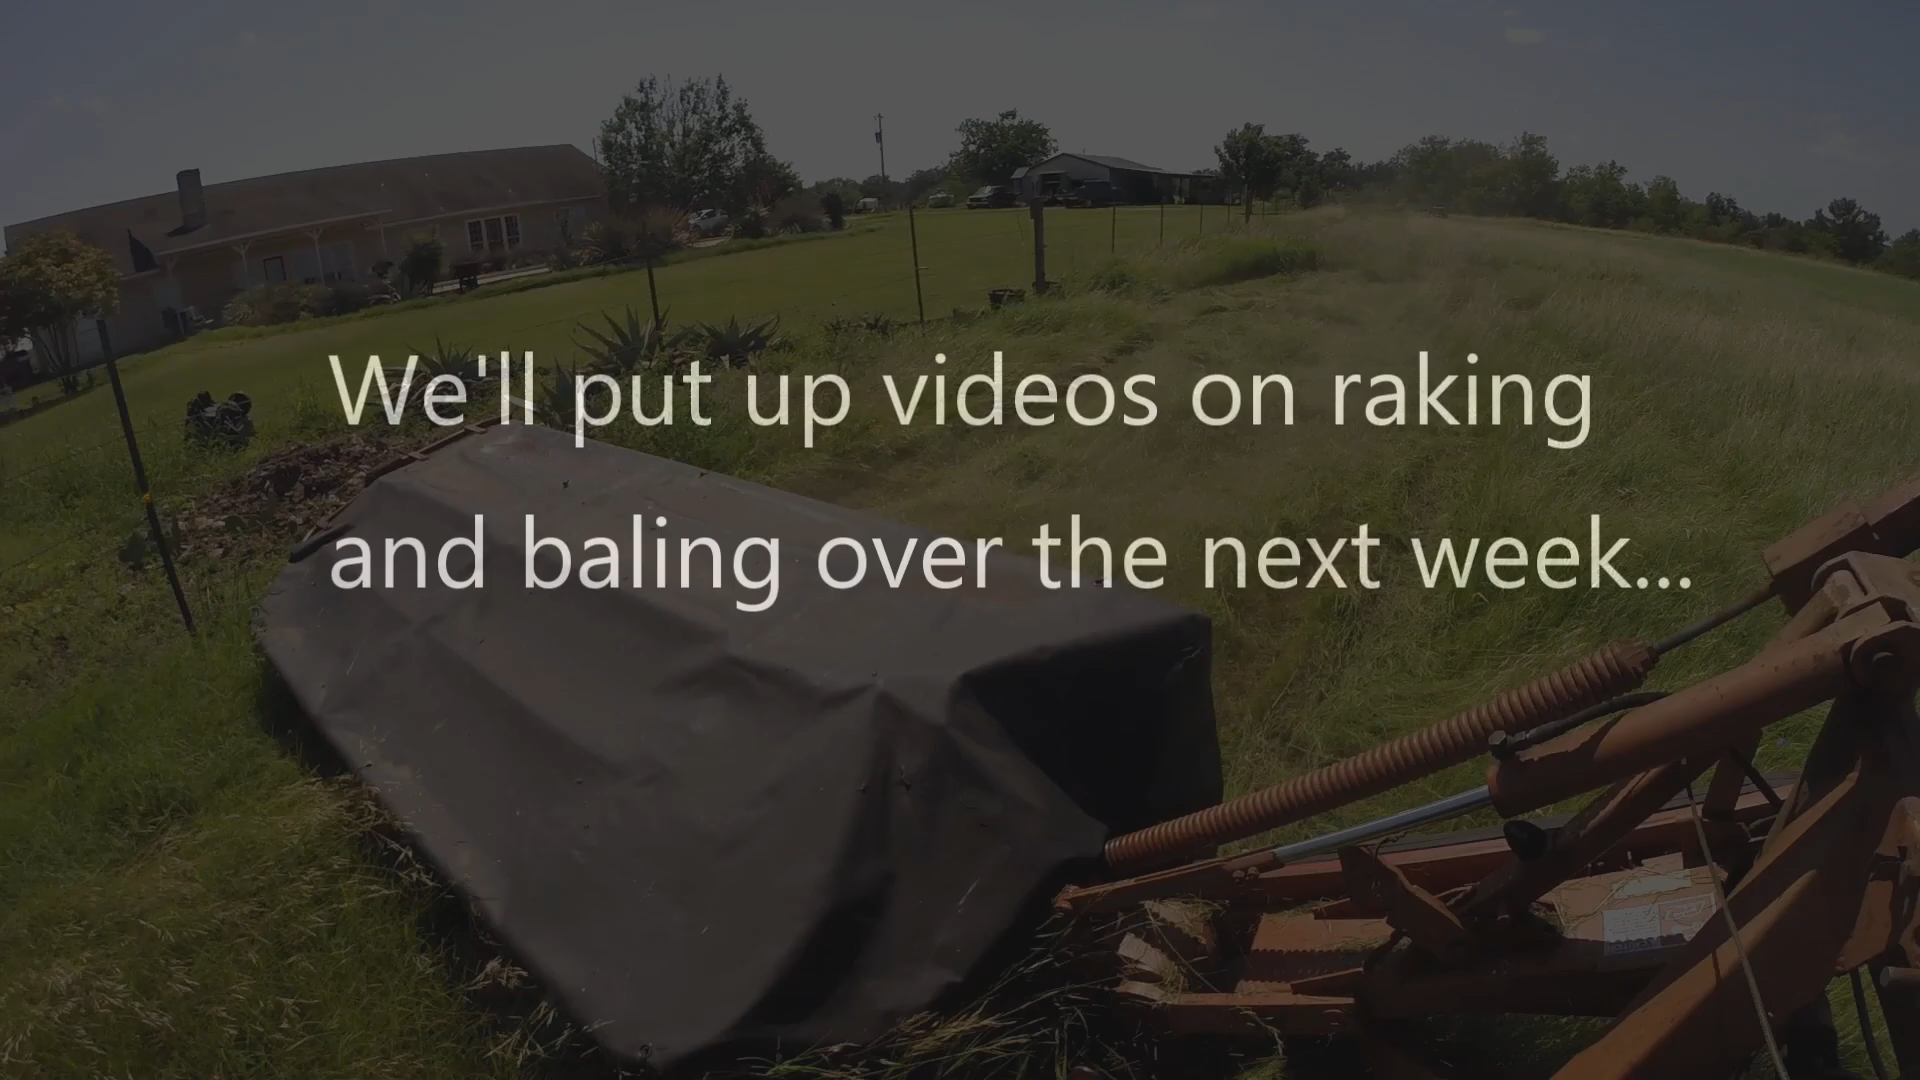 We'll put up videos on raking
and baling over the next week...